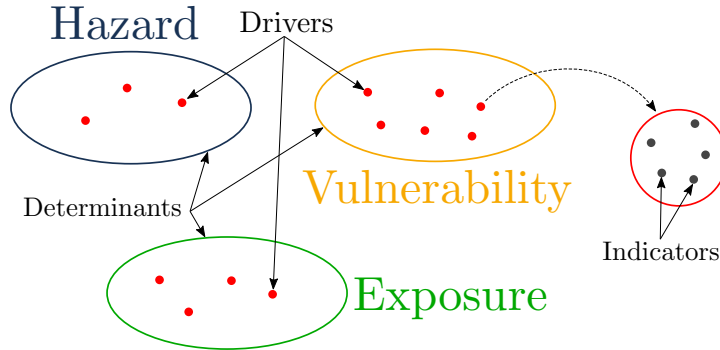 Hazard
Drivers
Vulnerability
Determinants
Indicators
Exposure